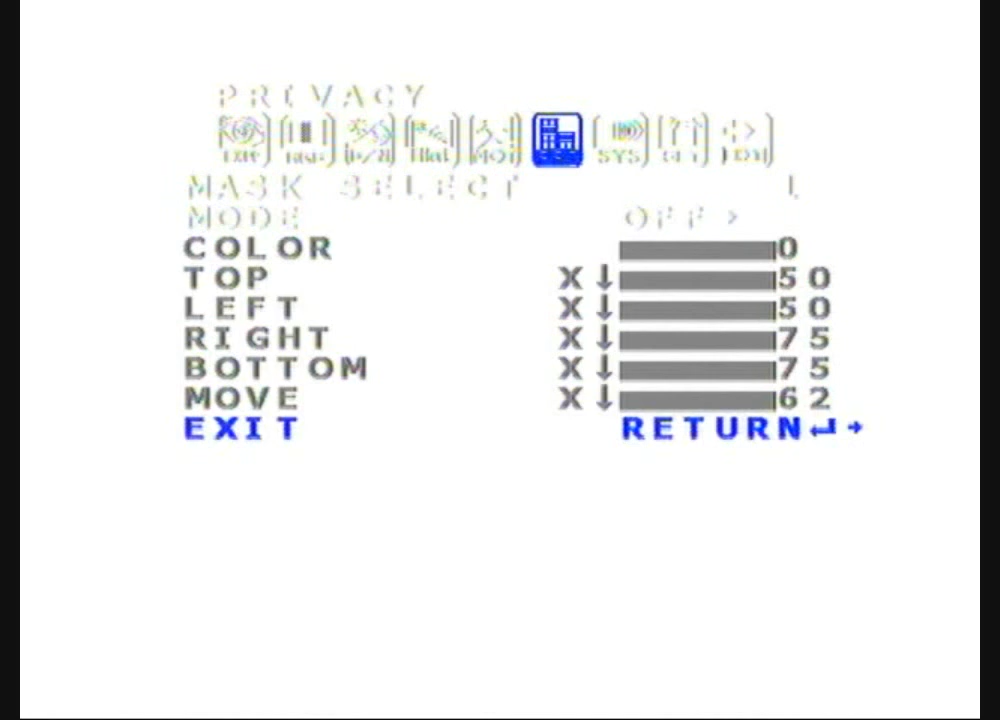 PRIVACY
SYS
MASK SELECT 1
MODE OFF
COLOR 0
TOP X 50
LEFT X 50
RIGHT X 75
BOTTOM X 75
MOVE X 62
EXIT RETURN